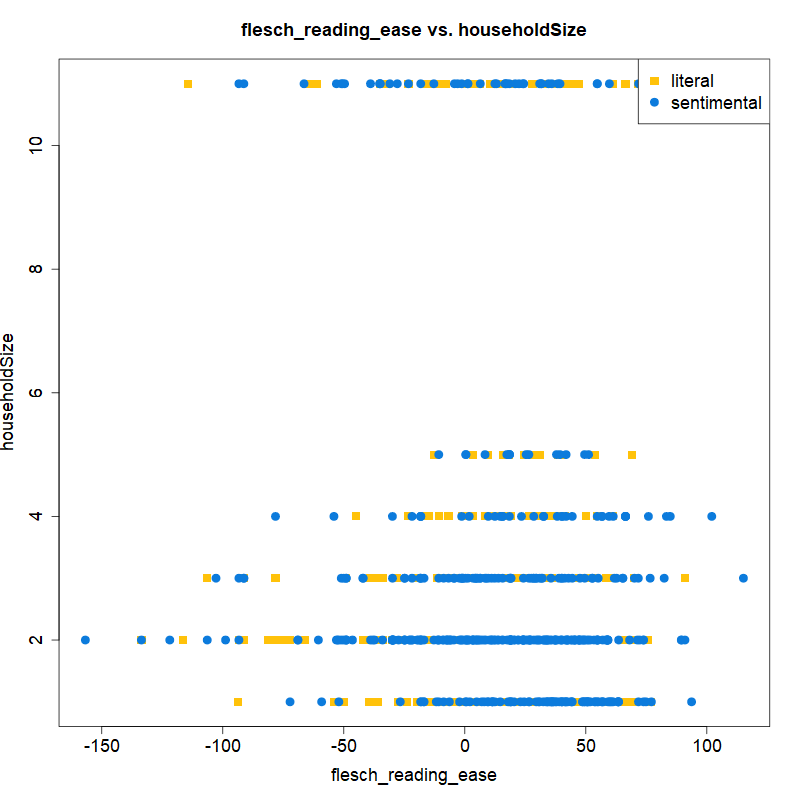 flesch_reading_ease vs. householdSize
literal
sentimental
householdSize
10
8
6
4
2
-150
-100
-50
0
50
100
flesch_reading_ease